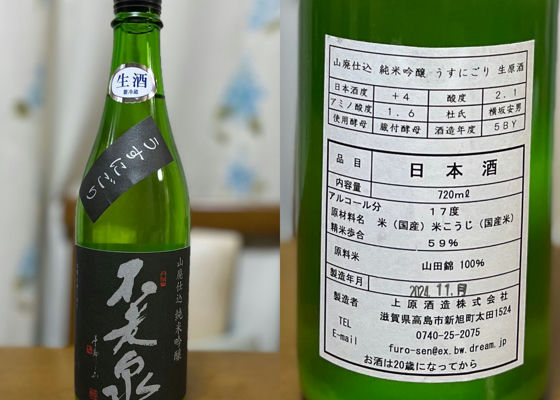 生酒
要冷蔵
うすにごり
山廃仕込 純米吟醸
不老泉
山廃仕込 純米吟醸 うすにごり 生原酒
日本酒度 +4 酸度 2.1
アミノ酸度 1.6 杜氏 横坂安男
使用酵母 蔵付酵母 酒造年度 5BY
品目 日本酒
内容量 720mℓ
アルコール分 17度
原材料名 米（国産）米こうじ（国産米）
精米歩合 59%
原料米 山田錦 100%
製造年月 2024.11.月
製造者 上原酒造株式会社
滋賀県高島市新旭町太田1524
TEL 0740-25-2075
E-mail furo-sen@ex.bw.dream.jp
お酒は20歳になってから